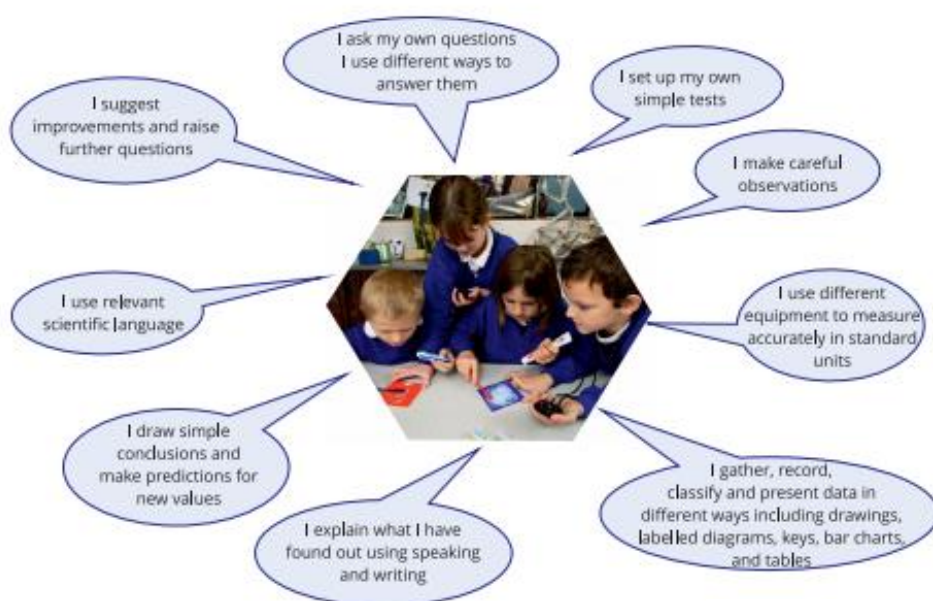 I ask my own questions
I use different ways to
answer them
I set up my own
simple tests
I make careful
observations
I use different
equipment to measure
accurately in standard
units
I gather, record,
classify and present data in
different ways including drawings,
labelled diagrams, keys, bar charts,
and tables
I explain what I have
found out using speaking
and writing
I draw simple
conclusions and
make predictions for
new values
I use relevant
scientific language
I suggest
improvements and raise
further questions